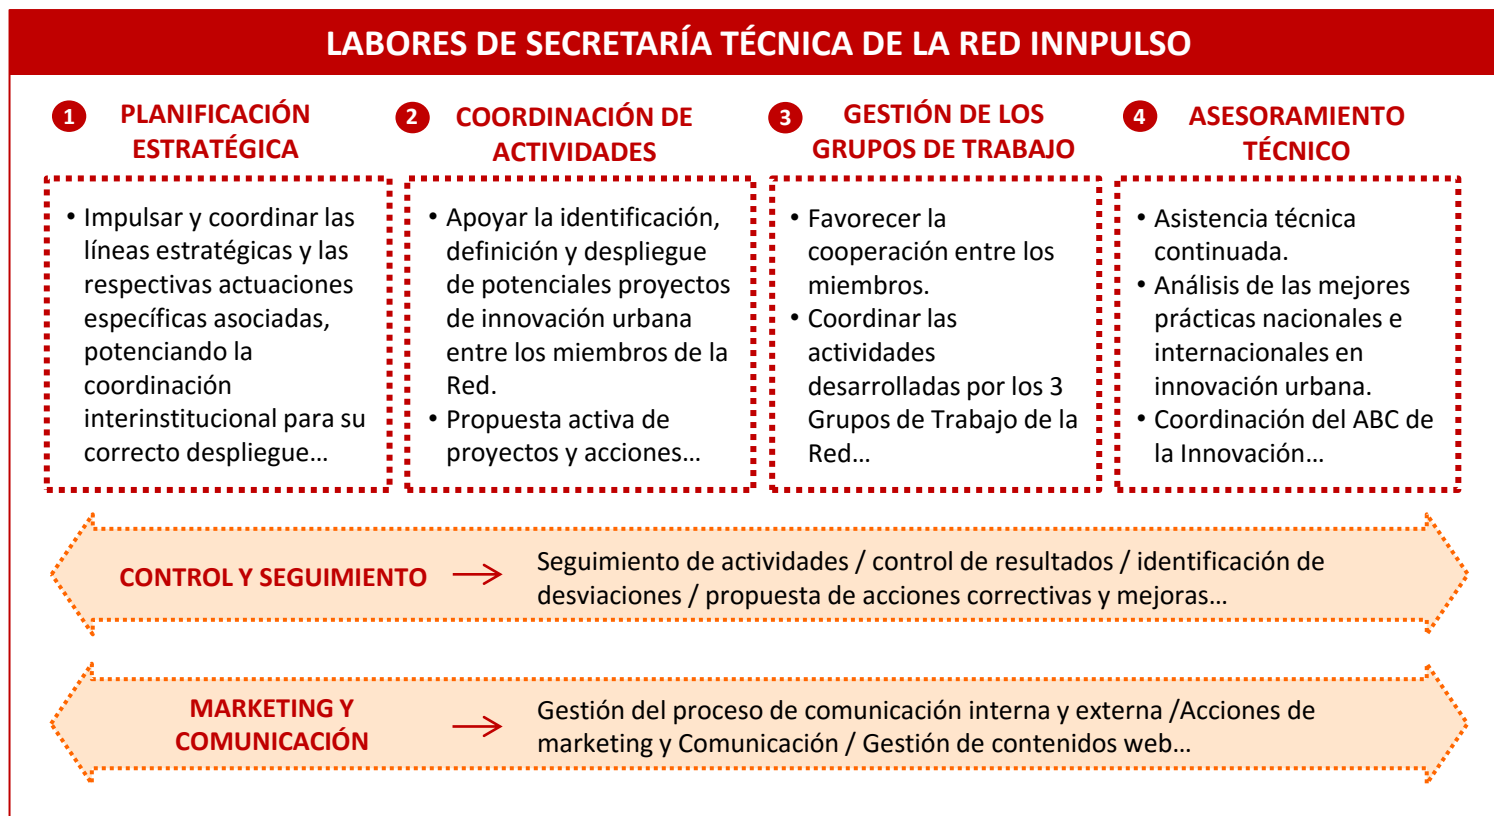 LABORES DE SECRETARÍA TÉCNICA DE LA RED INNPULSO
1 PLANIFICACIÓN
ESTRATÉGICA
• Impulsar y coordinar las
líneas estratégicas y las
respectivas actuaciones
específicas asociadas,
potenciando la
coordinación
interinstitucional para su
correcto despliegue…
2 COORDINACIÓN DE
ACTIVIDADES
• Apoyar la identificación,
definición y despliegue
de potenciales proyectos
de innovación urbana
entre los miembros de la
Red.
• Propuesta activa de
proyectos y acciones…
3 GESTIÓN DE LOS
GRUPOS DE TRABAJO
• Favorecer la
cooperación entre los
miembros.
• Coordinar las
actividades
desarrolladas por los 3
Grupos de Trabajo de la
Red…
4 ASESORAMIENTO
TÉCNICO
• Asistencia técnica
continuada.
• Análisis de las mejores
prácticas nacionales e
internacionales en
innovación urbana.
• Coordinación del ABC de
la Innovación…
CONTROL Y SEGUIMIENTO
Seguimiento de actividades / control de resultados / identificación de
desviaciones / propuesta de acciones correctivas y mejoras…
MARKETING Y
COMUNICACIÓN
Gestión del proceso de comunicación interna y externa /Acciones de
marketing y Comunicación / Gestión de contenidos web…